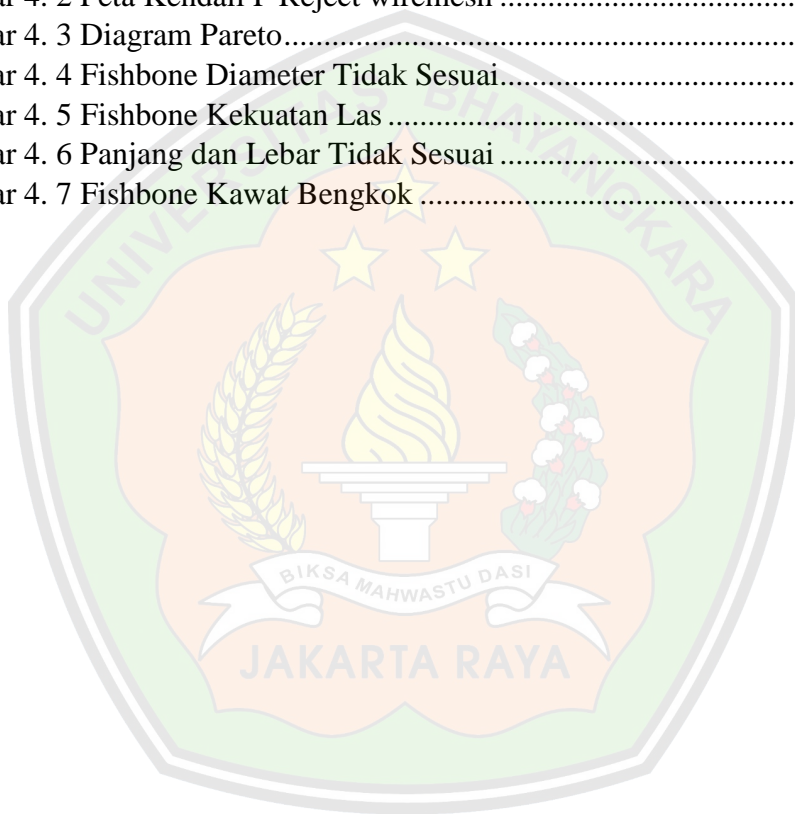 ar 4. 2 Peta Kendali P Reject wiremesh ....................................
ar 4. 3 Diagram Pareto...............................................................
ar 4. 4 Fishbone Diameter Tidak Sesuai.....................................
ar 4. 5 Fishbone Kekuatan Las ..................................................
ar 4. 6 Panjang dan Lebar Tidak Sesuai ....................................
ar 4. 7 Fishbone Kawat Bengkok ..............................................
UNIVERSITAS BHAYANGKARA
BIKSA MAHWASTU DASI
JAKARTA RAYA